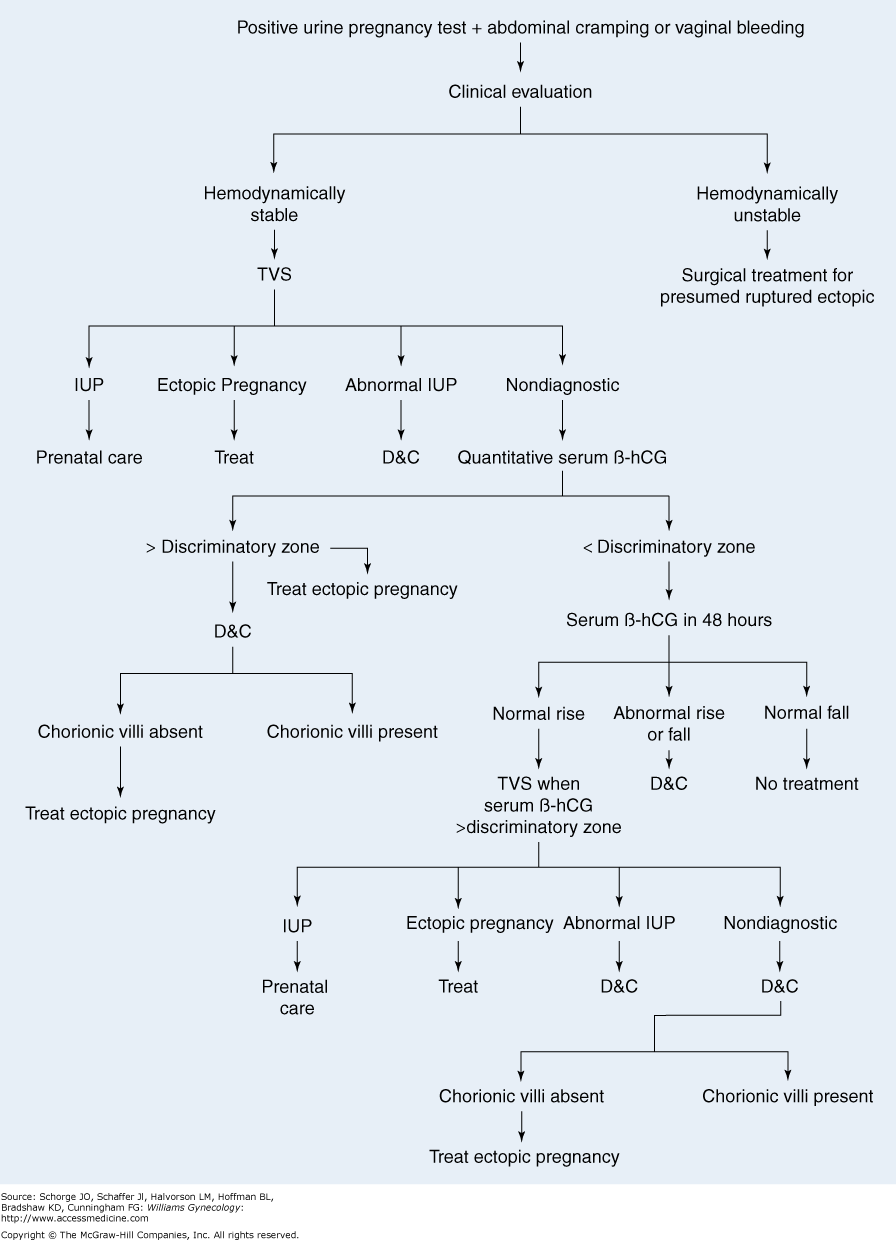 Positive urine pregnancy test + abdominal cramping or vaginal bleeding
Clinical evaluation
Hemodynamically
stable
Hemodynamically
unstable
TVS
Surgical treatment for
presumed ruptured ectopic
IUP
Ectopic Pregnancy
Abnormal IUP
Nondiagnostic
Prenatal care
Treat
D&C
Quantitative serum ß-hCG
> Discriminatory zone
< Discriminatory zone
Treat ectopic pregnancy
D&C
Serum ß-hCG in 48 hours
Chorionic villi absent
Chorionic villi present
Normal rise
Abnormal rise
or fall
Normal fall
Treat ectopic pregnancy
TVS when
serum ß-hCG
>discriminatory zone
D&C
No treatment
IUP
Ectopic pregnancy
Abnormal IUP
Nondiagnostic
Prenatal
care
Treat
D&C
D&C
Chorionic villi absent
Chorionic villi present
Treat ectopic pregnancy
Source: Schorge JO, Schaffer JI, Halvorson LM, Hoffman BL,
Bradshaw KD, Cunningham FG: Williams Gynecology:
http://www.accessmedicine.com
Copyright © The McGraw-Hill Companies, Inc. All rights reserved.